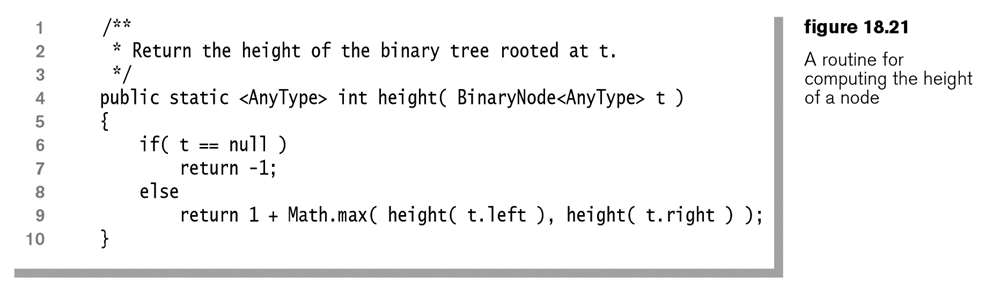 1 /**
2  * Return the height of the binary tree rooted at t.
3  */
4 public static <AnyType> int height( BinaryNode<AnyType> t )
5 {
6     if( t == null )
7         return -1;
8     else
9         return 1 + Math.max( height( t.left ), height( t.right ) );
10 }
figure 18.21
A routine for
computing the height
of a node